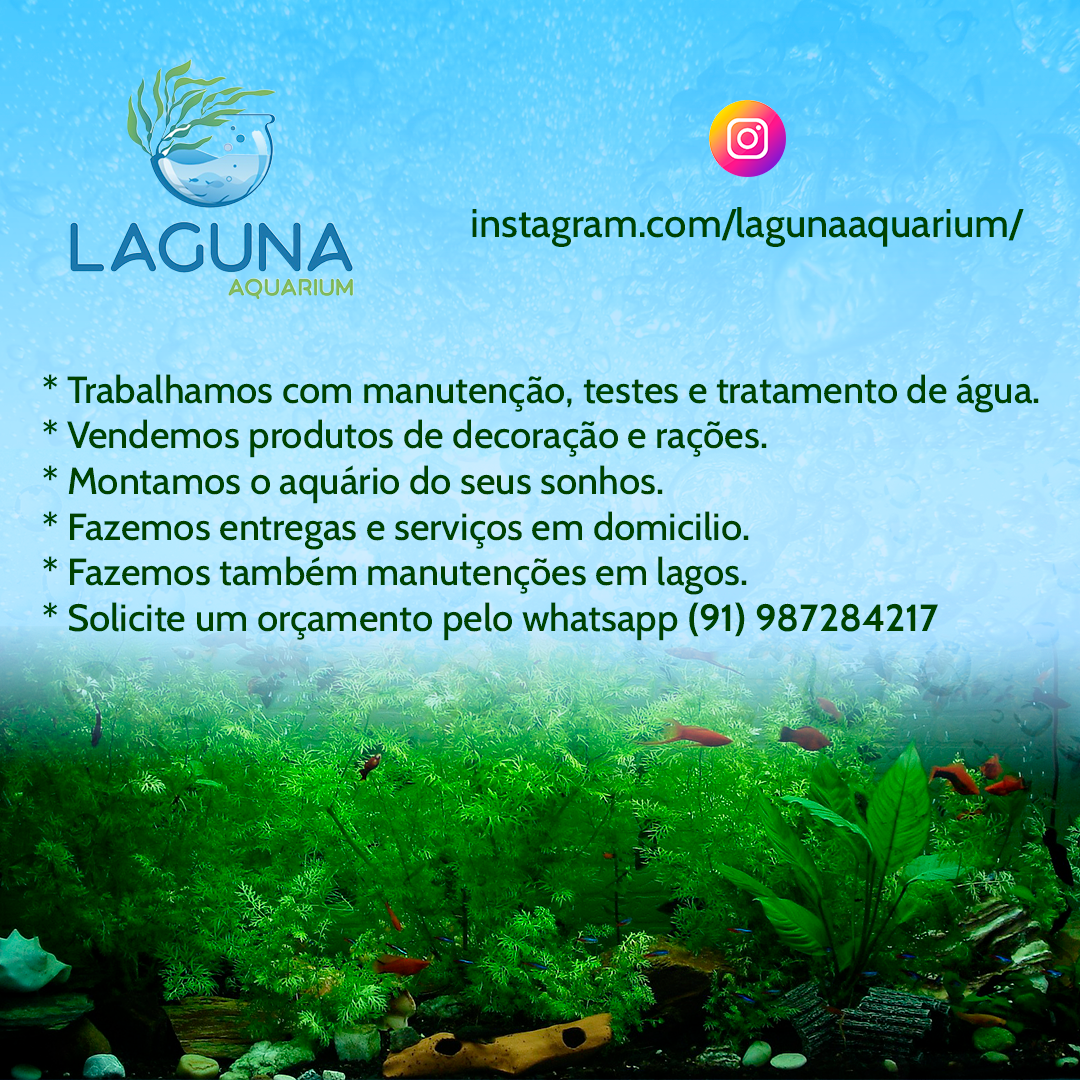 LAGUNA
AQUARIUM
instagram.com/lagunaaquarium/
* Trabalhamos com manutenção, testes e tratamento de água.
* Vendemos produtos de decoração e rações.
* Montamos o aquário do seus sonhos.
* Fazemos entregas e serviços em domicilio.
* Fazemos também manutenções em lagos.
* Solicite um orçamento pelo whatsapp (91) 987284217